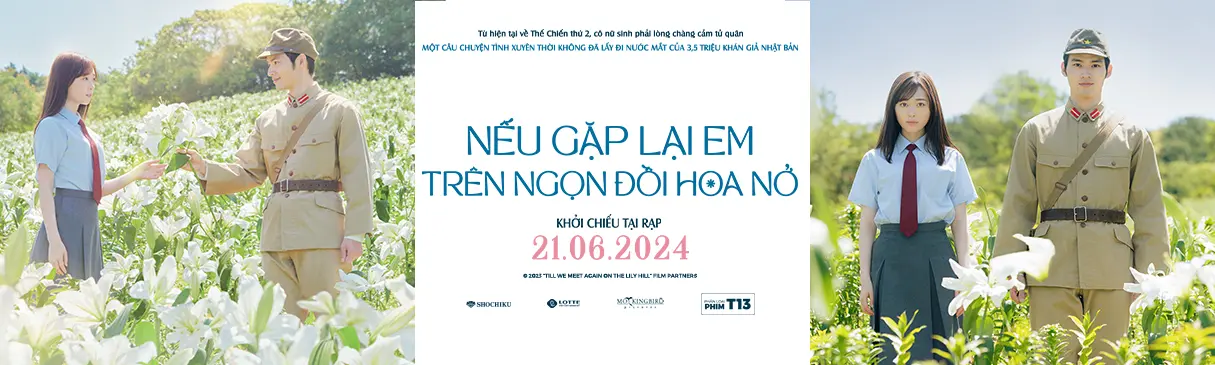 Từ hiện tại về Thế Chiến thứ 2, cô nữ sinh phải lòng chàng cảm tử quân
MỘT CÂU CHUYỆN TÌNH XUYÊN THỜI KHÔNG ĐÃ LẤY ĐI NƯỚC MẮT CỦA 3,5 TRIỆU KHÁN GIẢ NHẬT BẢN
NẾU GẶP LẠI EM
TRÊN NGỌN ĐỒI HOA NỞ
KHỞI CHIẾU TẠI RẠP
21.06.2024
© 2023 "TILL WE MEET AGAIN ON THE LILY HILL" FILM PARTNERS
SHOCHIKU
LOTTE
MOCKINGBIRD
PICTURES
PHÂN LOẠI
PHIM T13